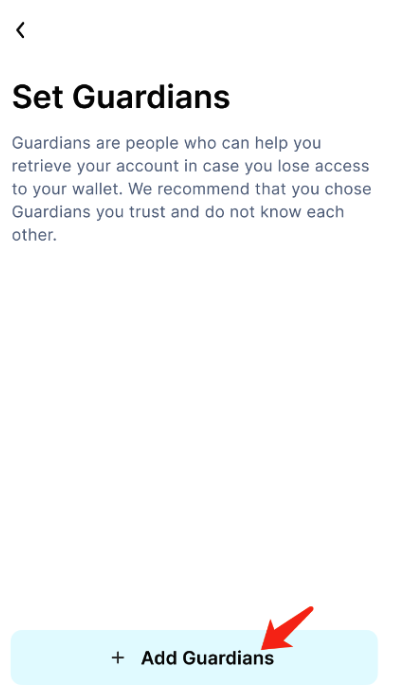 Set Guardians
Guardians are people who can help you
retrieve your account in case you lose access
to your wallet. We recommend that you chose
Guardians you trust and do not know each
other.
+ Add Guardians